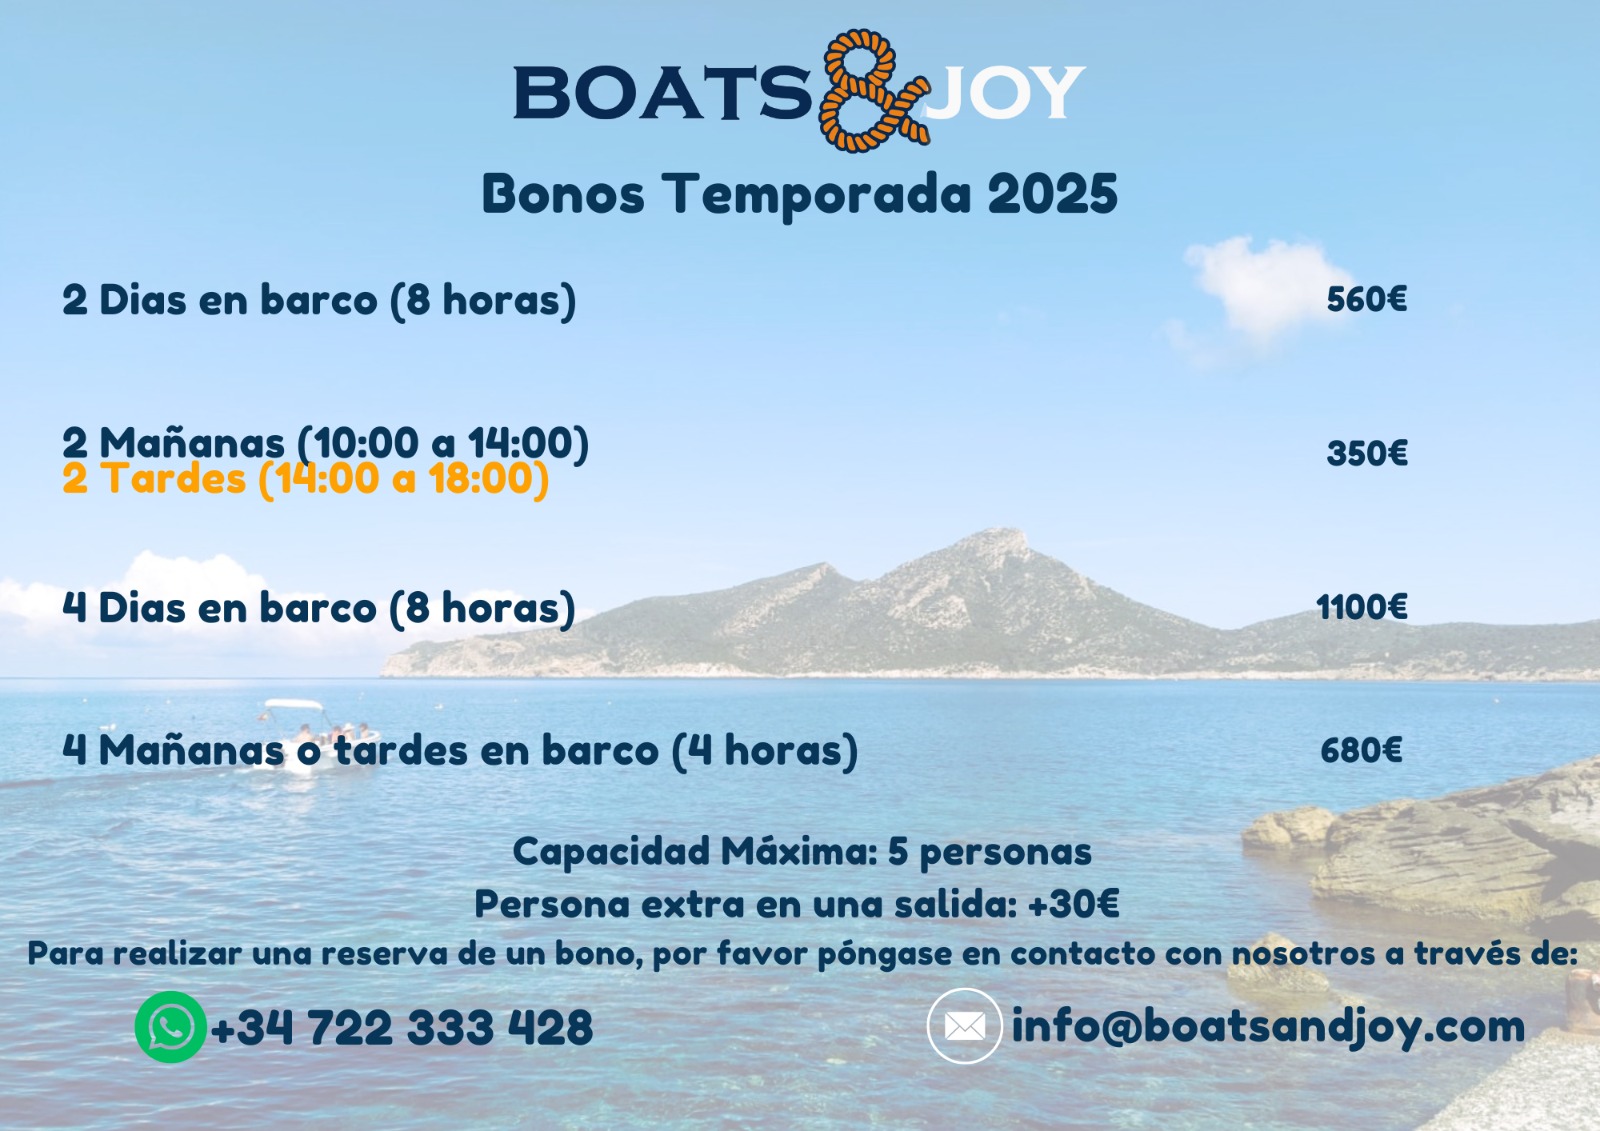 BOATS&JOY
Bonos Temporada 2025
2 Dias en barco (8 horas) 560€
2 Mañanas (10:00 a 14:00) 350€
2 Tardes (14:00 a 18:00)
4 Dias en barco (8 horas) 1100€
4 Mañanas o tardes en barco (4 horas) 680€
Capacidad Máxima: 5 personas
Persona extra en una salida: +30€
Para realizar una reserva de un bono, por favor póngase en contacto con nosotros a través de:
+34 722 333 428 info@boatsandjoy.com